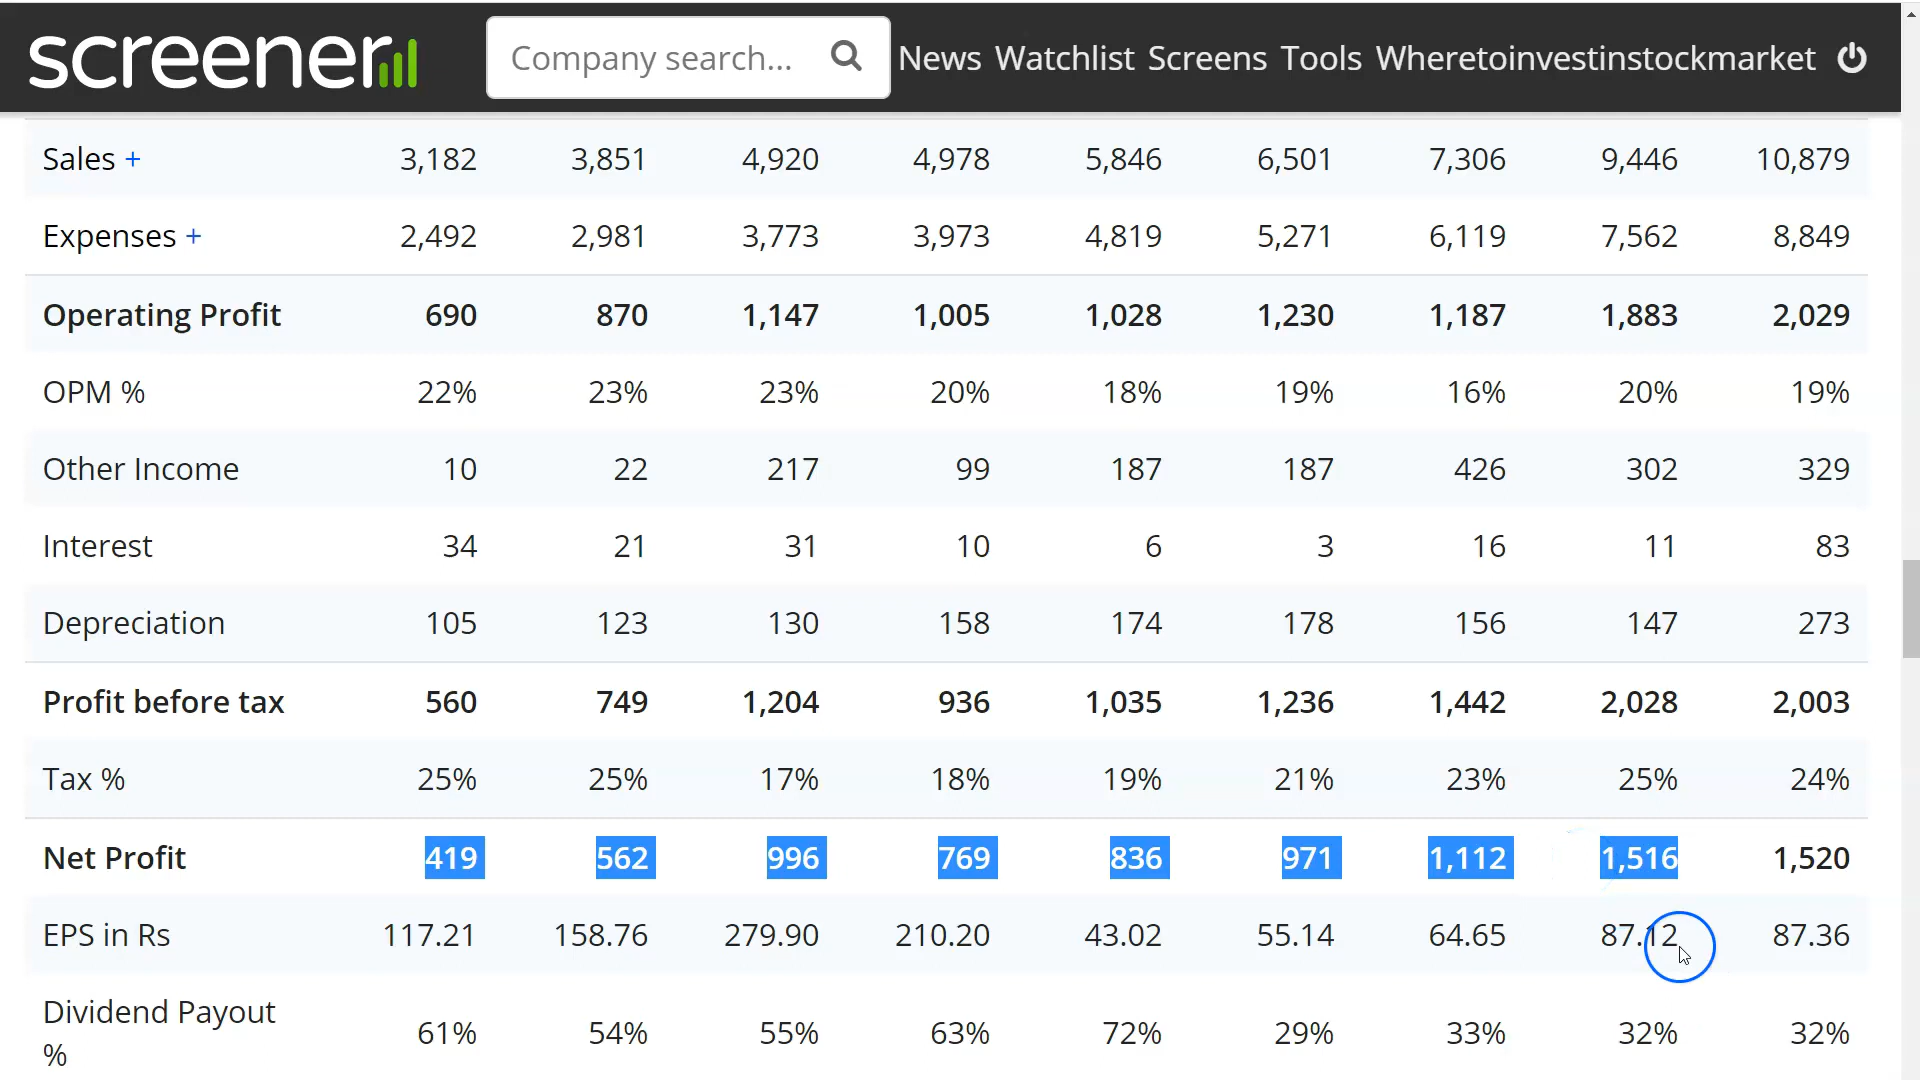 screener Company search... News Watchlist Screens Tools Wheretoinvestinstockmarket
Sales + 3,182 3,851 4,920 4,978 5,846 6,501 7,306 9,446 10,879
Expenses + 2,492 2,981 3,773 3,973 4,819 5,271 6,119 7,562 8,849
Operating Profit 690 870 1,147 1,005 1,028 1,230 1,187 1,883 2,029
OPM % 22% 23% 23% 20% 18% 19% 16% 20% 19%
Other Income 10 22 217 99 187 187 426 302 329
Interest 34 21 31 10 6 3 16 11 83
Depreciation 105 123 130 158 174 178 156 147 273
Profit before tax 560 749 1,204 936 1,035 1,236 1,442 2,028 2,003
Tax % 25% 25% 17% 18% 19% 21% 23% 25% 24%
Net Profit 419 562 996 769 836 971 1,112 1,516 1,520
EPS in Rs 117.21 158.76 279.90 210.20 43.02 55.14 64.65 87.12 87.36
Dividend Payout
% 61% 54% 55% 63% 72% 29% 33% 32% 32%